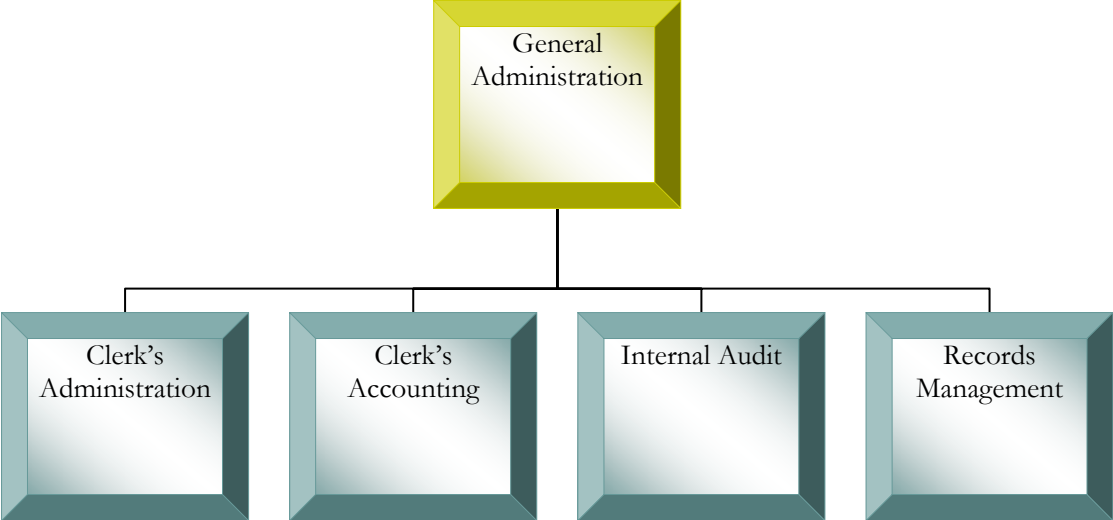 General
Administration
Clerk’s
Administration
Clerk’s
Accounting
Internal Audit
Records
Management